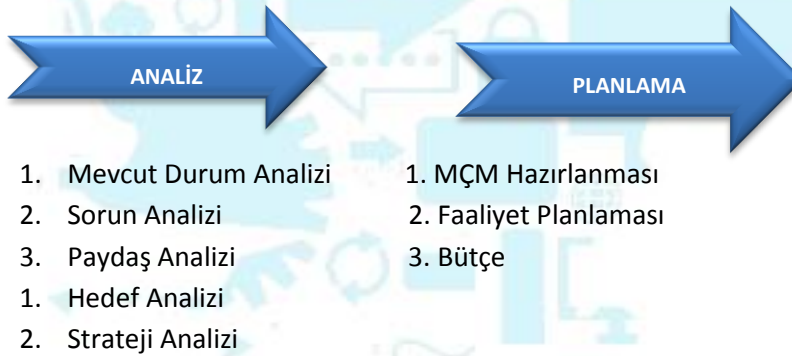 ANALİZ
PLANLAMA
1. Mevcut Durum Analizi
2. Sorun Analizi
3. Paydaş Analizi
1. Hedef Analizi
2. Strateji Analizi
1. MÇM Hazırlanması
2. Faaliyet Planlaması
3. Bütçe